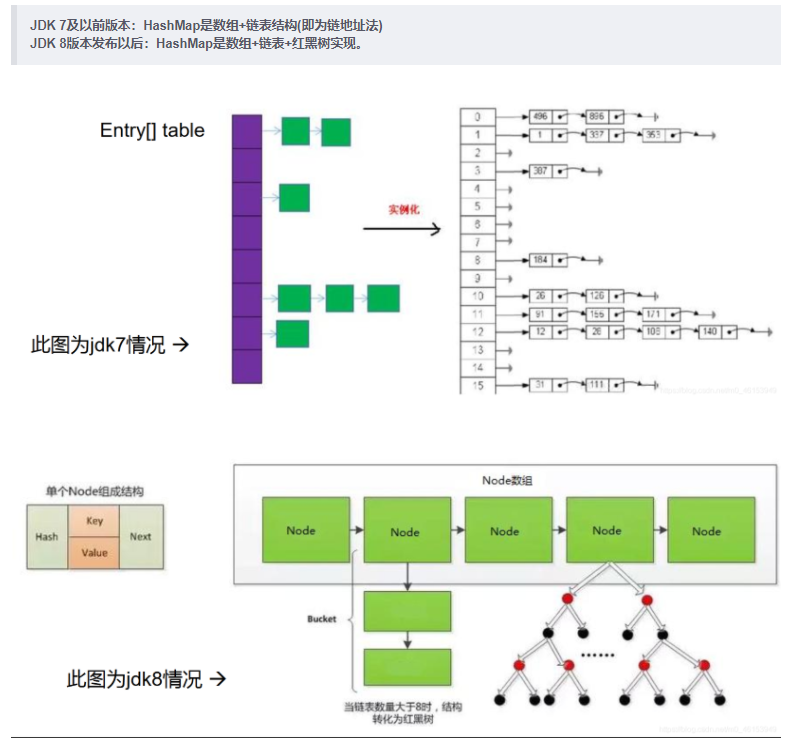 JDK 7及以前版本：HashMap是数组+链表结构(即为链地址法)
JDK 8版本发布以后：HashMap是数组+链表+红黑树实现。
Entry[] table
实例化
此图为jdk7情况 →
0 496 896
1 1 337 353
2
3 387
4
5
6
7
8 184
9
10 26 126
11 91 155 171
12 12 28 108 140
13
14
15 31 111
单个Node组成结构
Hash
Key
Value
Next
Node数组
Node
Node
Node
Node
Node
Bucket
······
此图为jdk8情况 →
当链表数量大于8时，结构
转化为红黑树